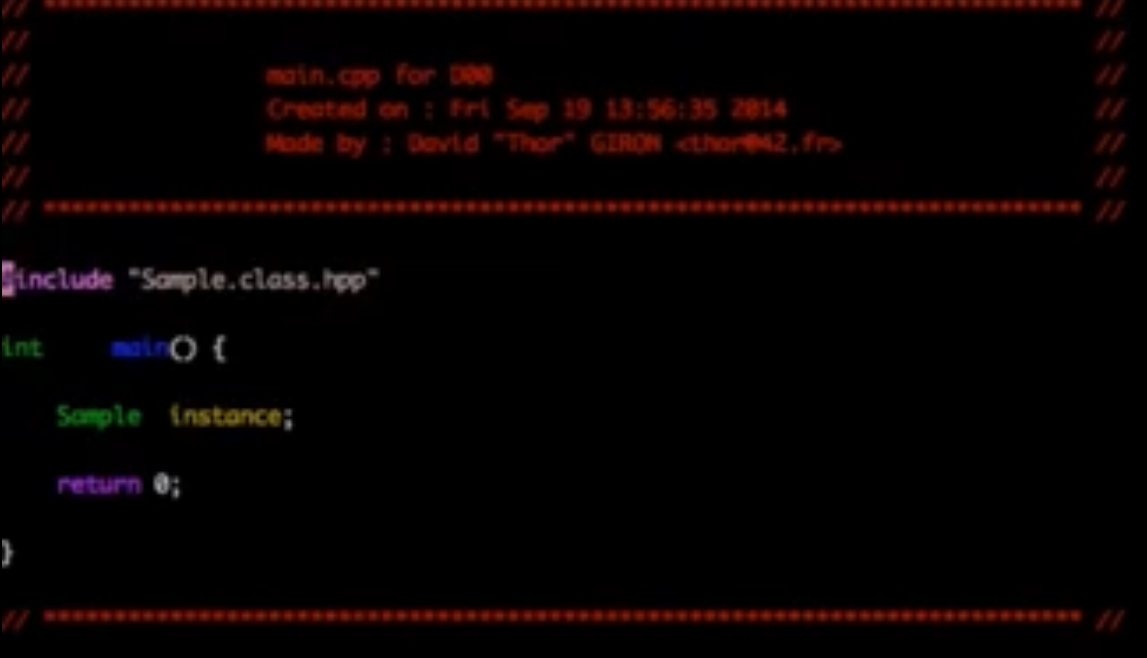 // ************************************************************************** //
//                                                                            //
//                 main.cpp for D00                                           //
//                 Created on : Fri Sep 19 13:56:35 2014                      //
//                 Made by : David "Thor" GIRON <thor@42.fr>                  //
//                                                                            //
// ************************************************************************** //
#include "Sample.class.hpp"
int     main() {
    Sample  instance;
    return 0;
}
// ************************************************************************** //